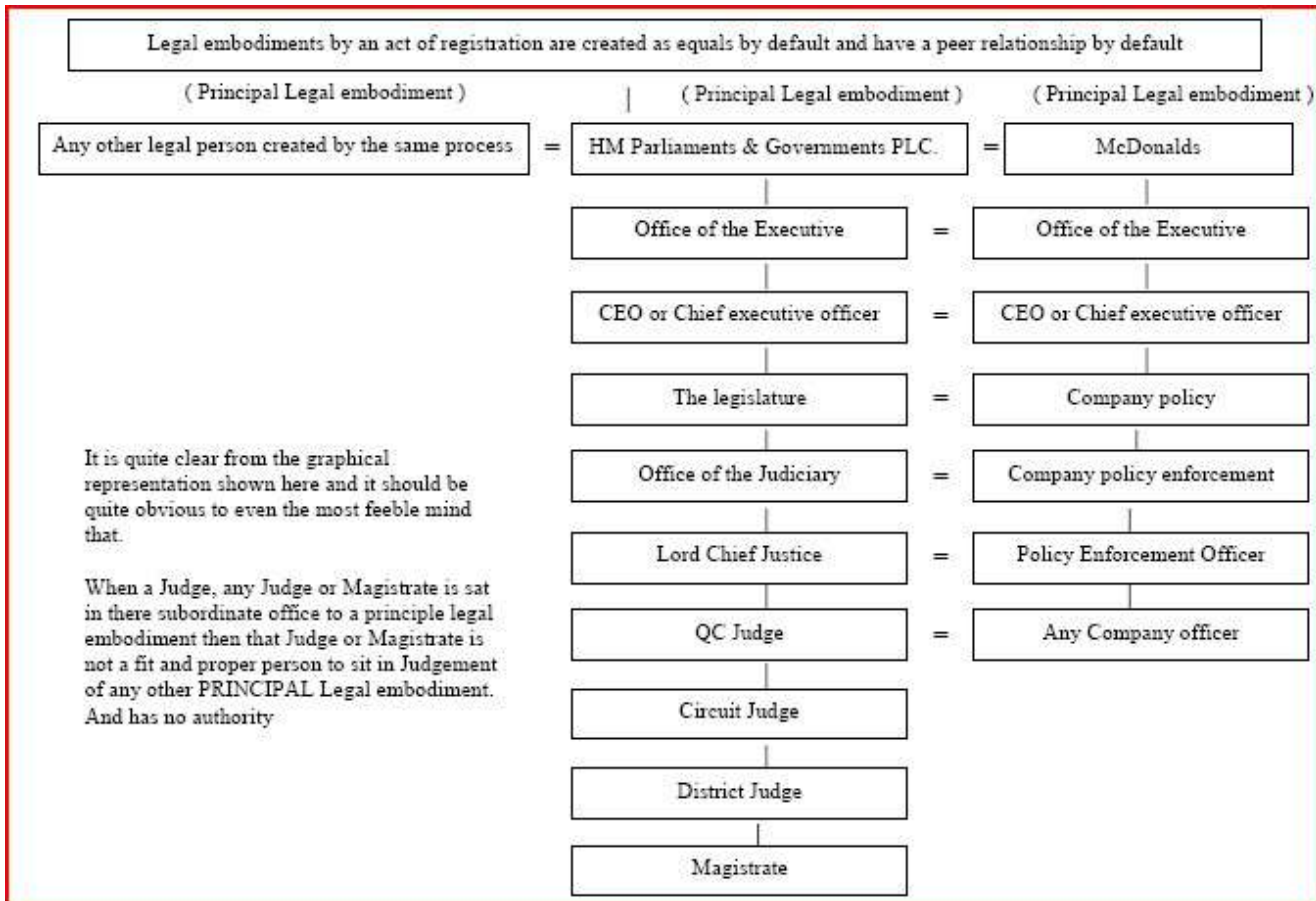 Legal embodiments by an act of registration are created as equals by default and have a peer relationship by default
( Principal Legal embodiment ) | ( Principal Legal embodiment ) ( Principal Legal embodiment )
Any other legal person created by the same process = HM Parliaments & Governments PLC. = McDonalds
Office of the Executive = Office of the Executive
CEO or Chief executive officer = CEO or Chief executive officer
The legislature = Company policy
Office of the Judiciary = Company policy enforcement
Lord Chief Justice = Policy Enforcement Officer
QC Judge = Any Company officer
Circuit Judge
District Judge
Magistrate
It is quite clear from the graphical
representation shown here and it should be
quite obvious to even the most feeble mind
that.
When a Judge, any Judge or Magistrate is sat
in there subordinate office to a principle legal
embodiment then that Judge or Magistrate is
not a fit and proper person to sit in Judgement
of any other PRINCIPAL Legal embodiment.
And has no authority